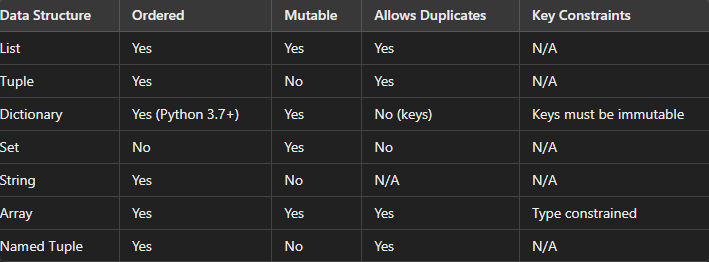 Data Structure Ordered Mutable Allows Duplicates Key Constraints
List Yes Yes Yes N/A
Tuple Yes No Yes N/A
Dictionary Yes (Python 3.7+) Yes No (keys) Keys must be immutable
Set No Yes No N/A
String Yes No N/A N/A
Array Yes Yes Yes Type constrained
Named Tuple Yes No Yes N/A